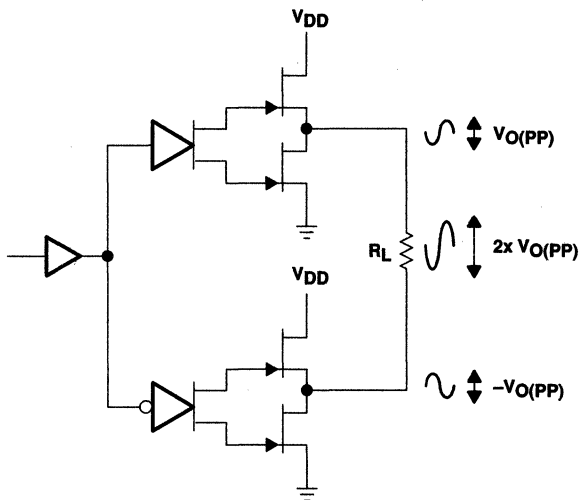 VDD
VO(PP)
RL
2x VO(PP)
VDD
–VO(PP)